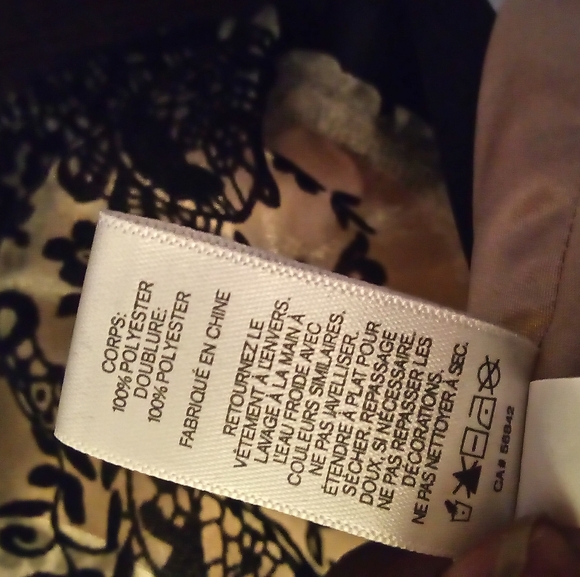 CORPS:
100% POLYESTER
DOUBLURE:
100% POLYESTER
FABRIQUÉ EN CHINE
RETOURNEZ LE
VÊTEMENT À L'ENVERS.
LAVAGE À LA MAIN À
L'EAU FROIDE AVEC
COULEURS SIMILAIRES.
NE PAS JAVELLISER.
ÉTENDRE À PLAT POUR
SÉCHER. REPASSAGE
DOUX, SI NÉCESSAIRE.
NE PAS REPASSER LES
DÉCORATIONS.
NE PAS NETTOYER À SEC.
CA# 56842